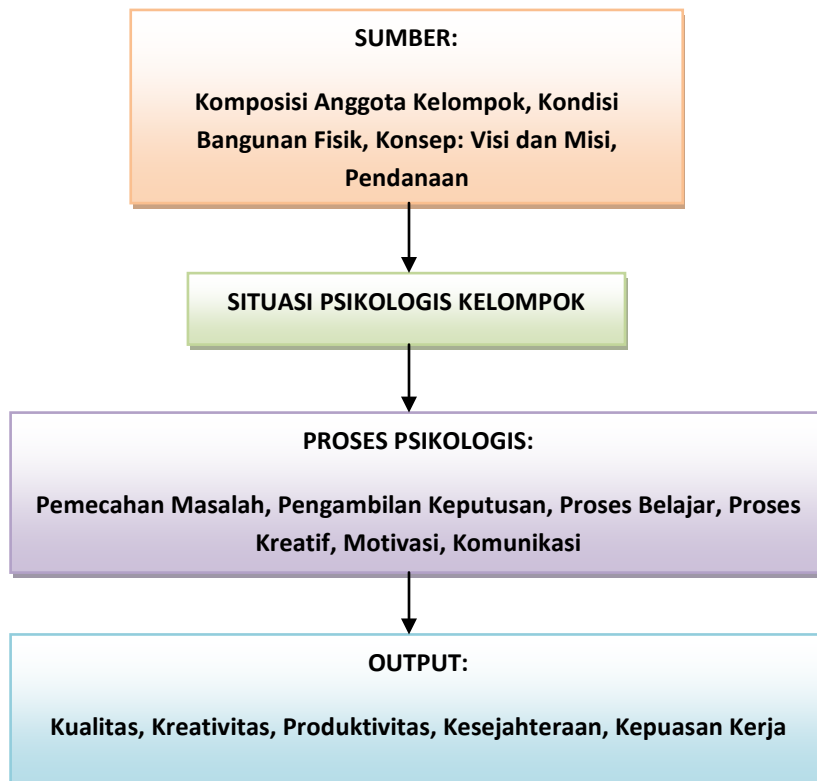 SUMBER:
Komposisi Anggota Kelompok, Kondisi
Bangunan Fisik, Konsep: Visi dan Misi,
Pendanaan
SITUASI PSIKOLOGIS KELOMPOK
PROSES PSIKOLOGIS:
Pemecahan Masalah, Pengambilan Keputusan, Proses Belajar, Proses
Kreatif, Motivasi, Komunikasi
OUTPUT:
Kualitas, Kreativitas, Produktivitas, Kesejahteraan, Kepuasan Kerja